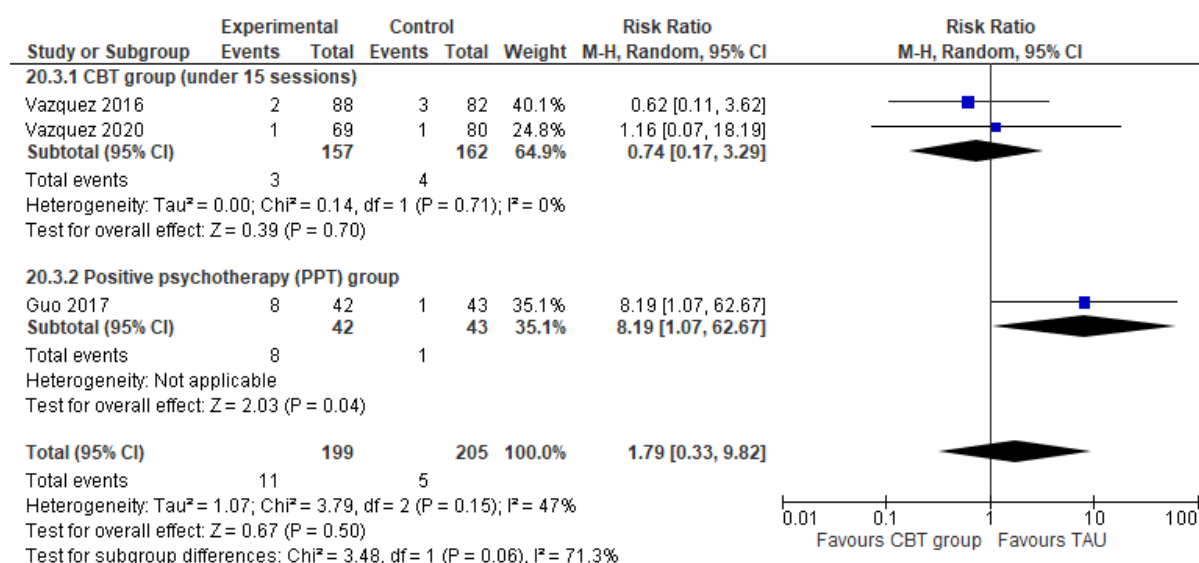 Experimental Control Risk Ratio Risk Ratio
Study or Subgroup Events Total Events Total Weight M-H, Random, 95% CI M-H, Random, 95% CI
20.3.1 CBT group (under 15 sessions)
Vazquez 2016 2 88 3 82 40.1% 0.62 [0.11, 3.62]
Vazquez 2020 1 69 1 80 24.8% 1.16 [0.07, 18.19]
Subtotal (95% CI) 157 162 64.9% 0.74 [0.17, 3.29]
Total events 3 4
Heterogeneity: Tau² = 0.00; Chi² = 0.14, df = 1 (P = 0.71); I² = 0%
Test for overall effect: Z = 0.39 (P = 0.70)
20.3.2 Positive psychotherapy (PPT) group
Guo 2017 8 42 1 43 35.1% 8.19 [1.07, 62.67]
Subtotal (95% CI) 42 43 35.1% 8.19 [1.07, 62.67]
Total events 8 1
Heterogeneity: Not applicable
Test for overall effect: Z = 2.03 (P = 0.04)
Total (95% CI) 199 205 100.0% 1.79 [0.33, 9.82]
Total events 11 5
Heterogeneity: Tau² = 1.07; Chi² = 3.79, df = 2 (P = 0.15); I² = 47%
Test for overall effect: Z = 0.67 (P = 0.50)
Test for subgroup differences: Chi² = 3.48, df = 1 (P = 0.06), I² = 71.3%
0.01 0.1 1 10 100
Favours CBT group Favours TAU